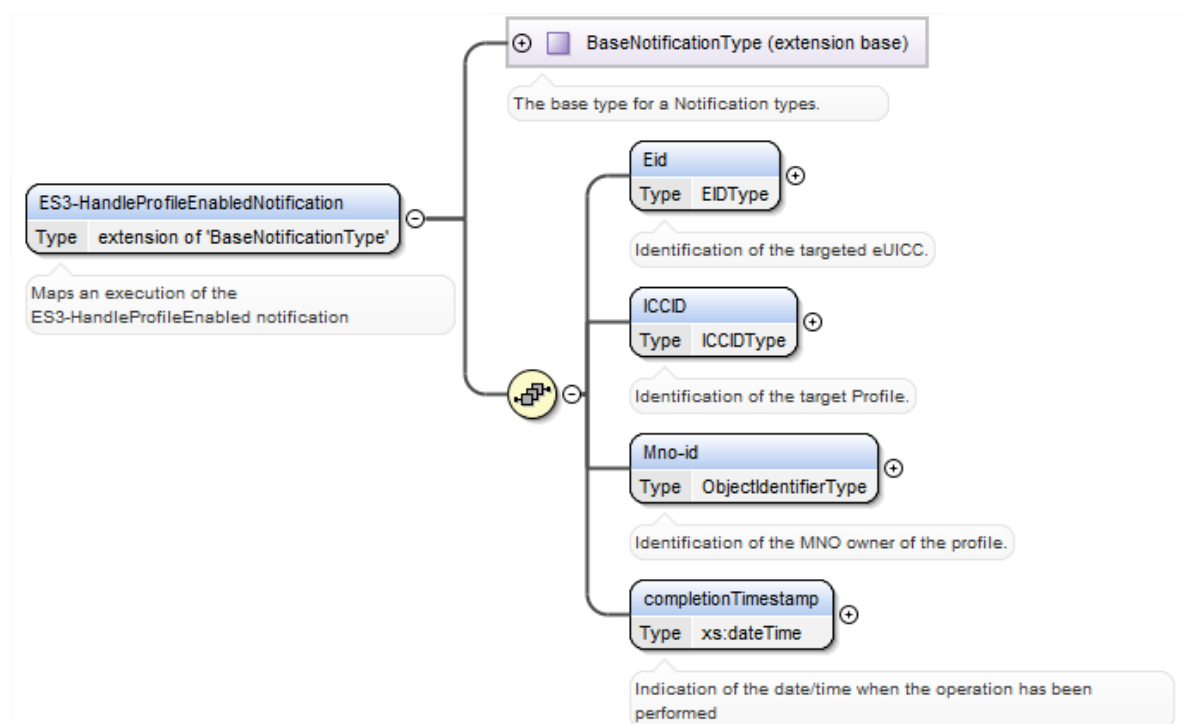 BaseNotificationType (extension base)
The base type for a Notification types.
Eid
Type EIDType
Identification of the targeted eUICC.
ES3-HandleProfileEnabledNotification
Type extension of 'BaseNotificationType'
Maps an execution of the
ES3-HandleProfileEnabled notification
ICCID
Type ICCIDType
Identification of the target Profile.
Mno-id
Type ObjectIdentifierType
Identification of the MNO owner of the profile.
completionTimestamp
Type xs:dateTime
Indication of the date/time when the operation has been
performed